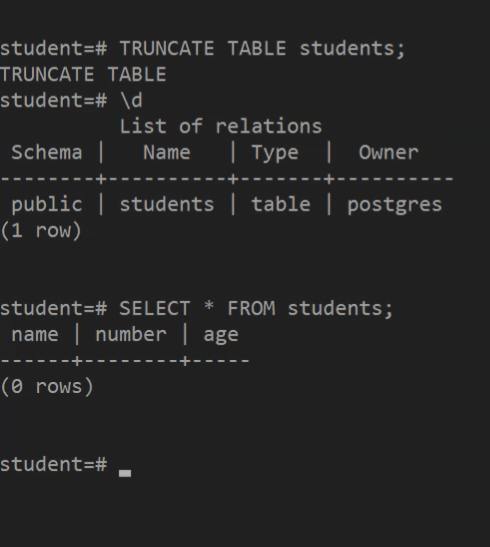 student=# TRUNCATE TABLE students;
TRUNCATE TABLE
student=# \d
          List of relations
 Schema |   Name   | Type  |  Owner
--------+----------+-------+----------
 public | students | table | postgres
(1 row)
student=# SELECT * FROM students;
 name | number | age
------+--------+-----
(0 rows)
student=#